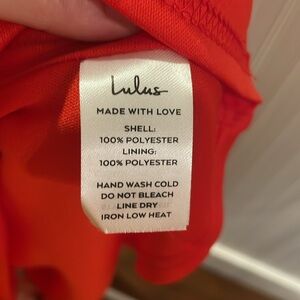 Lulus
MADE WITH LOVE
SHELL:
100% POLYESTER
LINING:
100% POLYESTER
HAND WASH COLD
DO NOT BLEACH
LINE DRY
IRON LOW HEAT